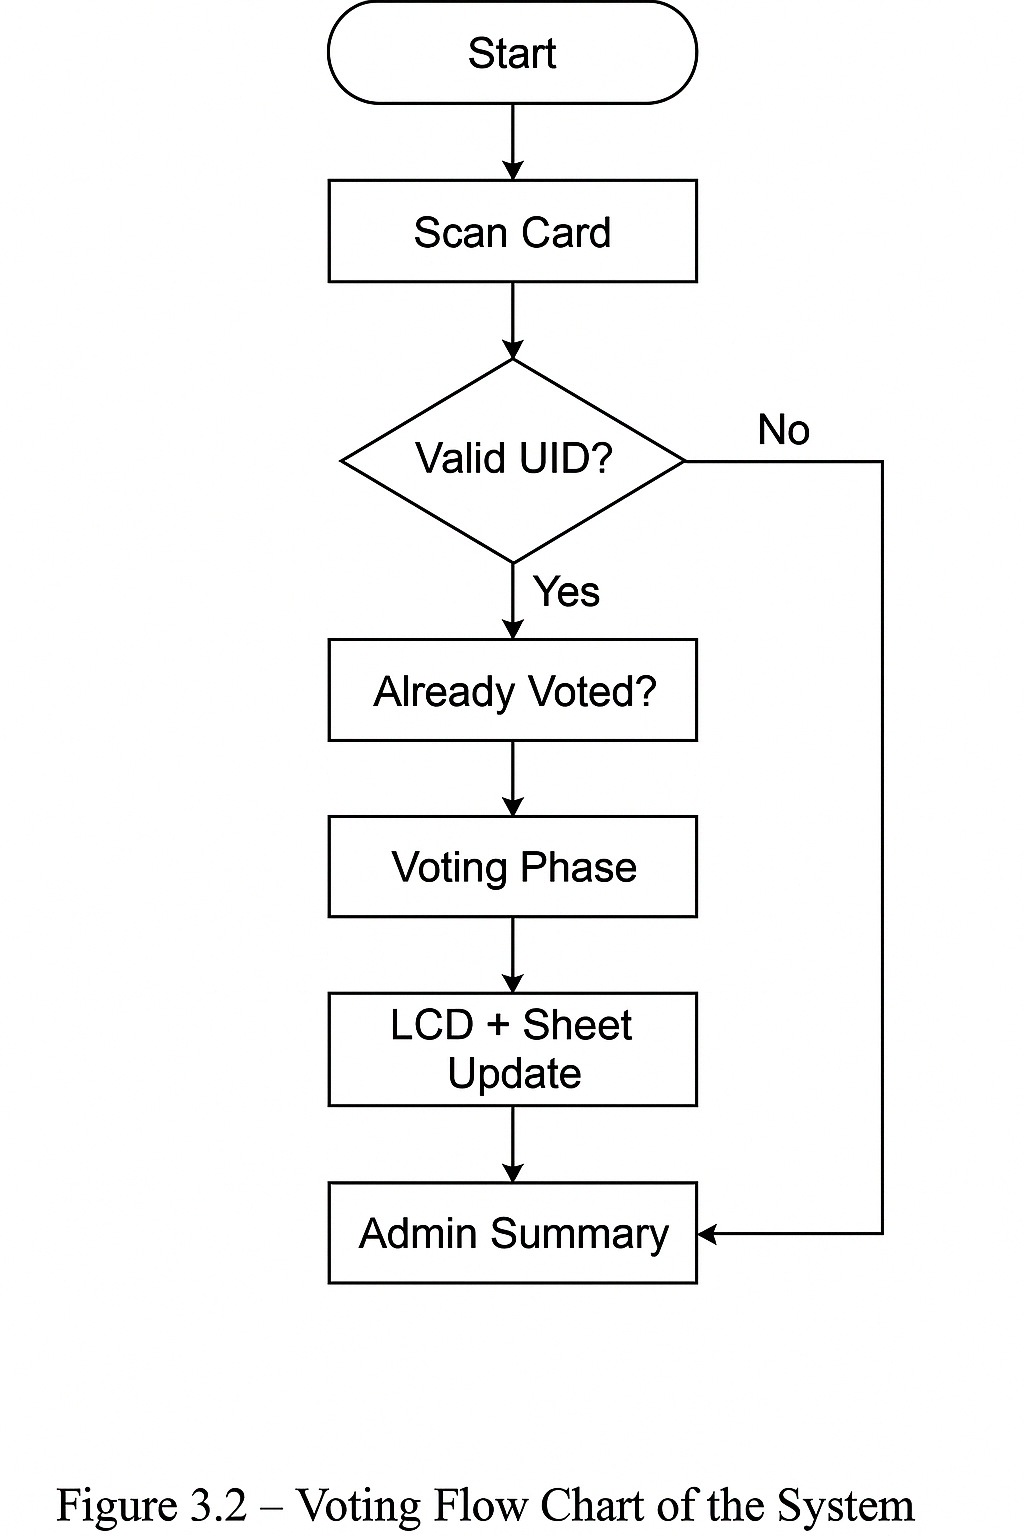 Start
Scan Card
Valid UID?
No
Yes
Already Voted?
Voting Phase
LCD + Sheet
Update
Admin Summary
Figure 3.2 – Voting Flow Chart of the System